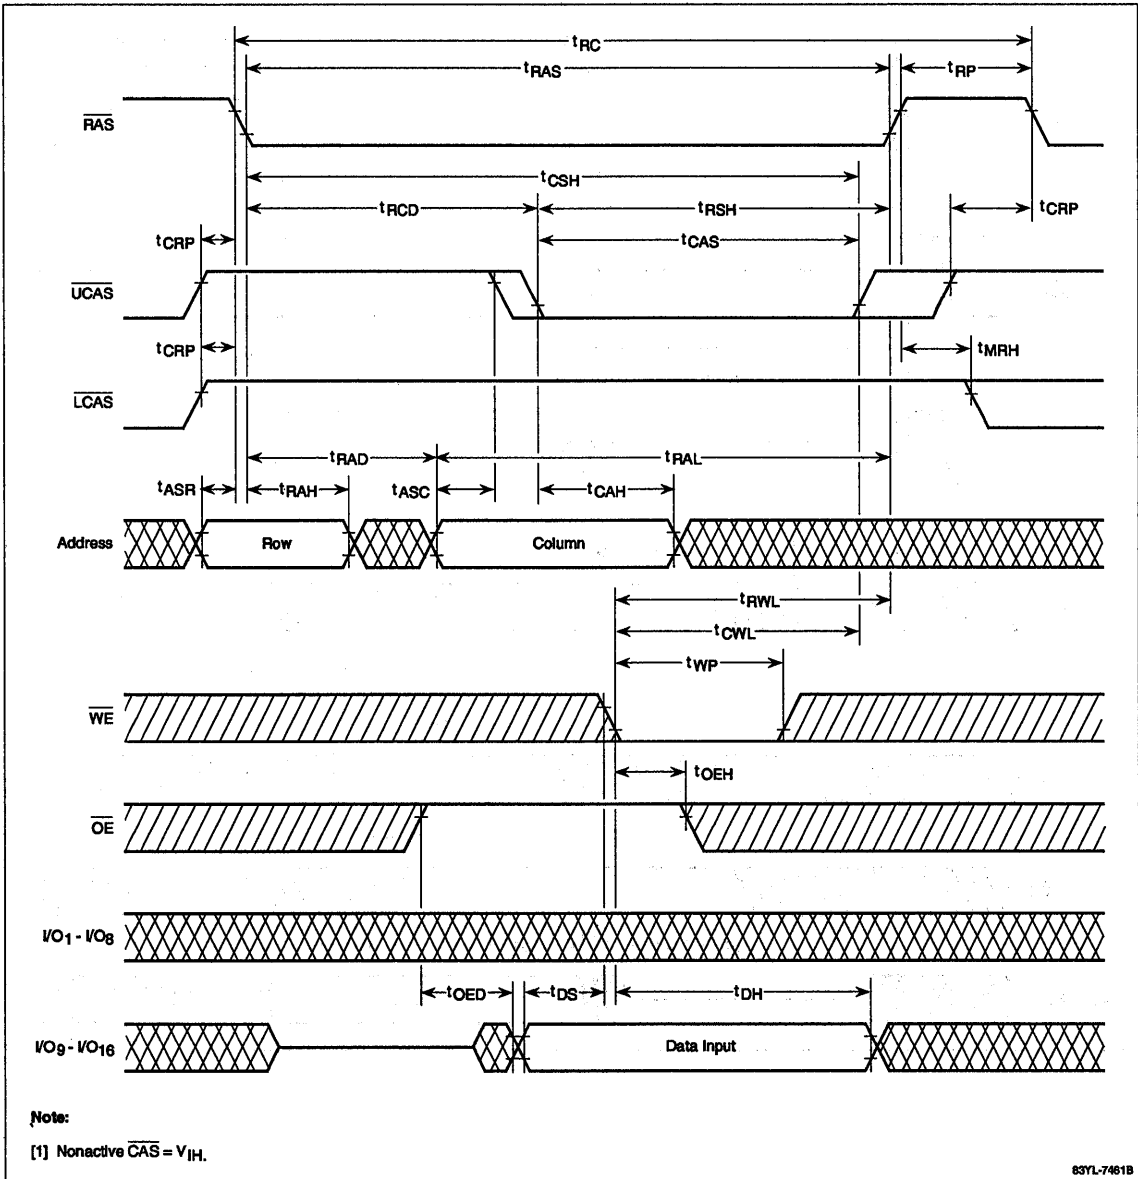 tRC
tRAS
tRP
RAS
tCSH
tRCD
tRSH
tCRP
tCRP
tCAS
UCAS
tCRP
tMRH
LCAS
tRAD
tRAL
tASR
tRAH
tASC
tCAH
Address
Row
Column
tRWL
tCWL
tWP
WE
tOEH
OE
I/O1 - I/O8
tOED
tDS
tDH
I/O9 - I/O16
Data Input
Note:
[1] Nonactive CAS = VIH.
83YL-7461B